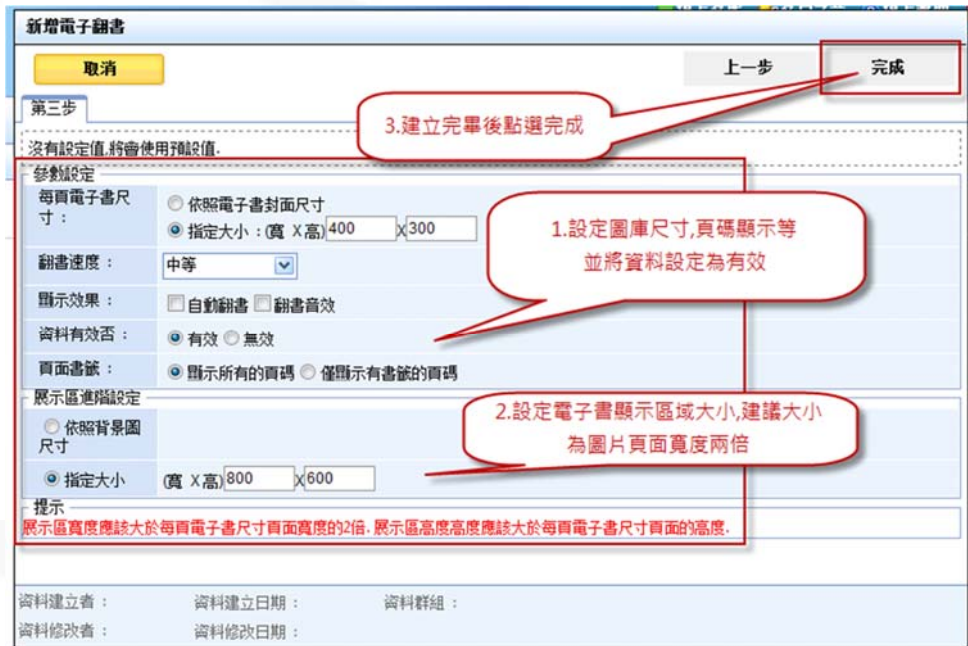 新增電子翻書
取消 上一步 完成
第三步
3.建立完畢後點選完成
沒有設定值,將會使用預設值.
參數設定
每頁電子書尺寸：
依照電子書封面尺寸
指定大小：(寬 X 高) 400 X 300
1.設定圖庫尺寸,頁碼顯示等
並將資料設定為有效
翻書速度： 中等
顯示效果： 自動翻書 翻書音效
資料有效否： 有效 無效
頁面書籤： 顯示所有的頁碼 僅顯示有書籤的頁碼
展示區進階設定
2.設定電子書顯示區域大小,建議大小
為圖片頁面寬度兩倍
依照背景圖
尺寸
指定大小 (寬 X 高) 800 X 600
提示
展示區寬度應該大於每頁電子書尺寸頁面寬度的2倍. 展示區高度高度應該大於每頁電子書尺寸頁面的高度.
資料建立者： 資料建立日期： 資料群組：
資料修改者： 資料修改日期：